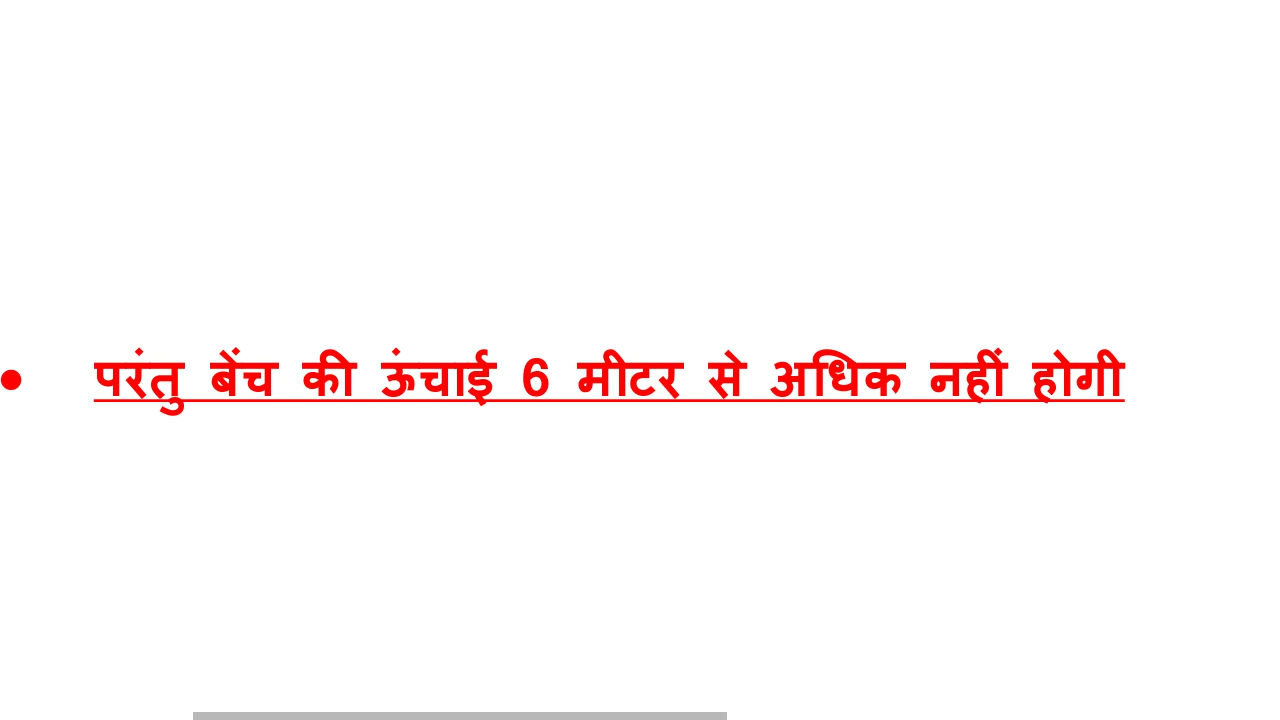 • परंतु बेंच की ऊंचाई 6 मीटर से अधिक नहीं होगी